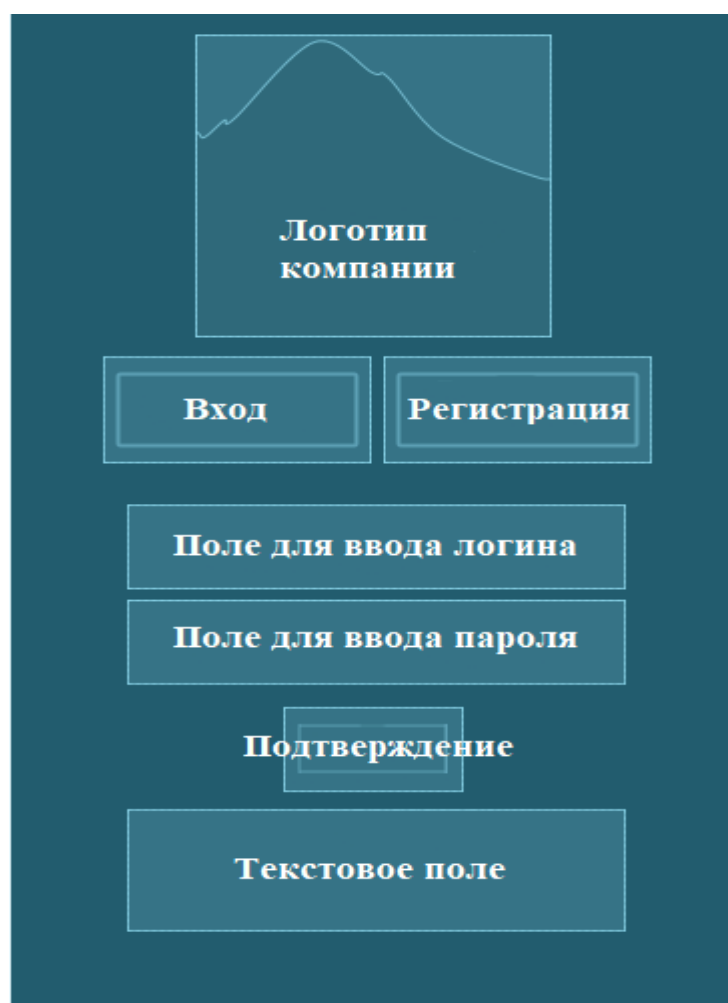 Логотип
компании
Вход
Регистрация
Поле для ввода логина
Поле для ввода пароля
Подтверждение
Текстовое поле